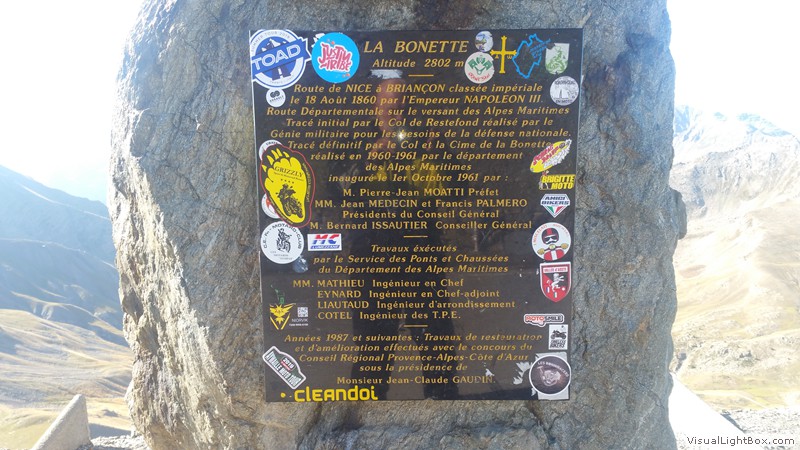 LA BONETTE
Altitude 2802 m
Route de NICE à BRIANÇON classée impériale
le 18 Août 1860 par l'Empereur NAPOLEON III.
Route Départementale sur le versant des Alpes Maritimes
Tracé initial par le Col de Restefond réalisé par le
Génie militaire pour les besoins de la défense nationale.
Tracé définitif par le Col et la Cime de la Bonette
réalisé en 1960-1961 par le département
des Alpes Maritimes
inauguré le 1er Octobre 1961 par :
M. Pierre-Jean MOATTI Préfet
MM. Jean MEDECIN et Francis PALMERO
Présidents du Conseil Général
M. Bernard ISSAUTIER Conseiller Général
Travaux éxécutés
par le Service des Ponts et Chaussées
du Département des Alpes Maritimes
MM. MATHIEU Ingénieur en Chef
EYNARD Ingénieur en Chef-adjoint
LIAUTAUD Ingénieur d'arrondissement
COTEL Ingénieur des T.P.E.
Années 1987 et suivantes : Travaux de restauration
et d'amélioration effectués avec le concours du
Conseil Régional Provence-Alpes-Côte d'Azur
sous la présidence de
Monsieur Jean-Claude GAUDIN.
TOAD
JUSTIN
TRIBE
GRIZZLY
MC
BRIGITTE
MOTO
AMICI
BIKERS
MOTOSMILE
CLEANDOI
VisualLightBox.com